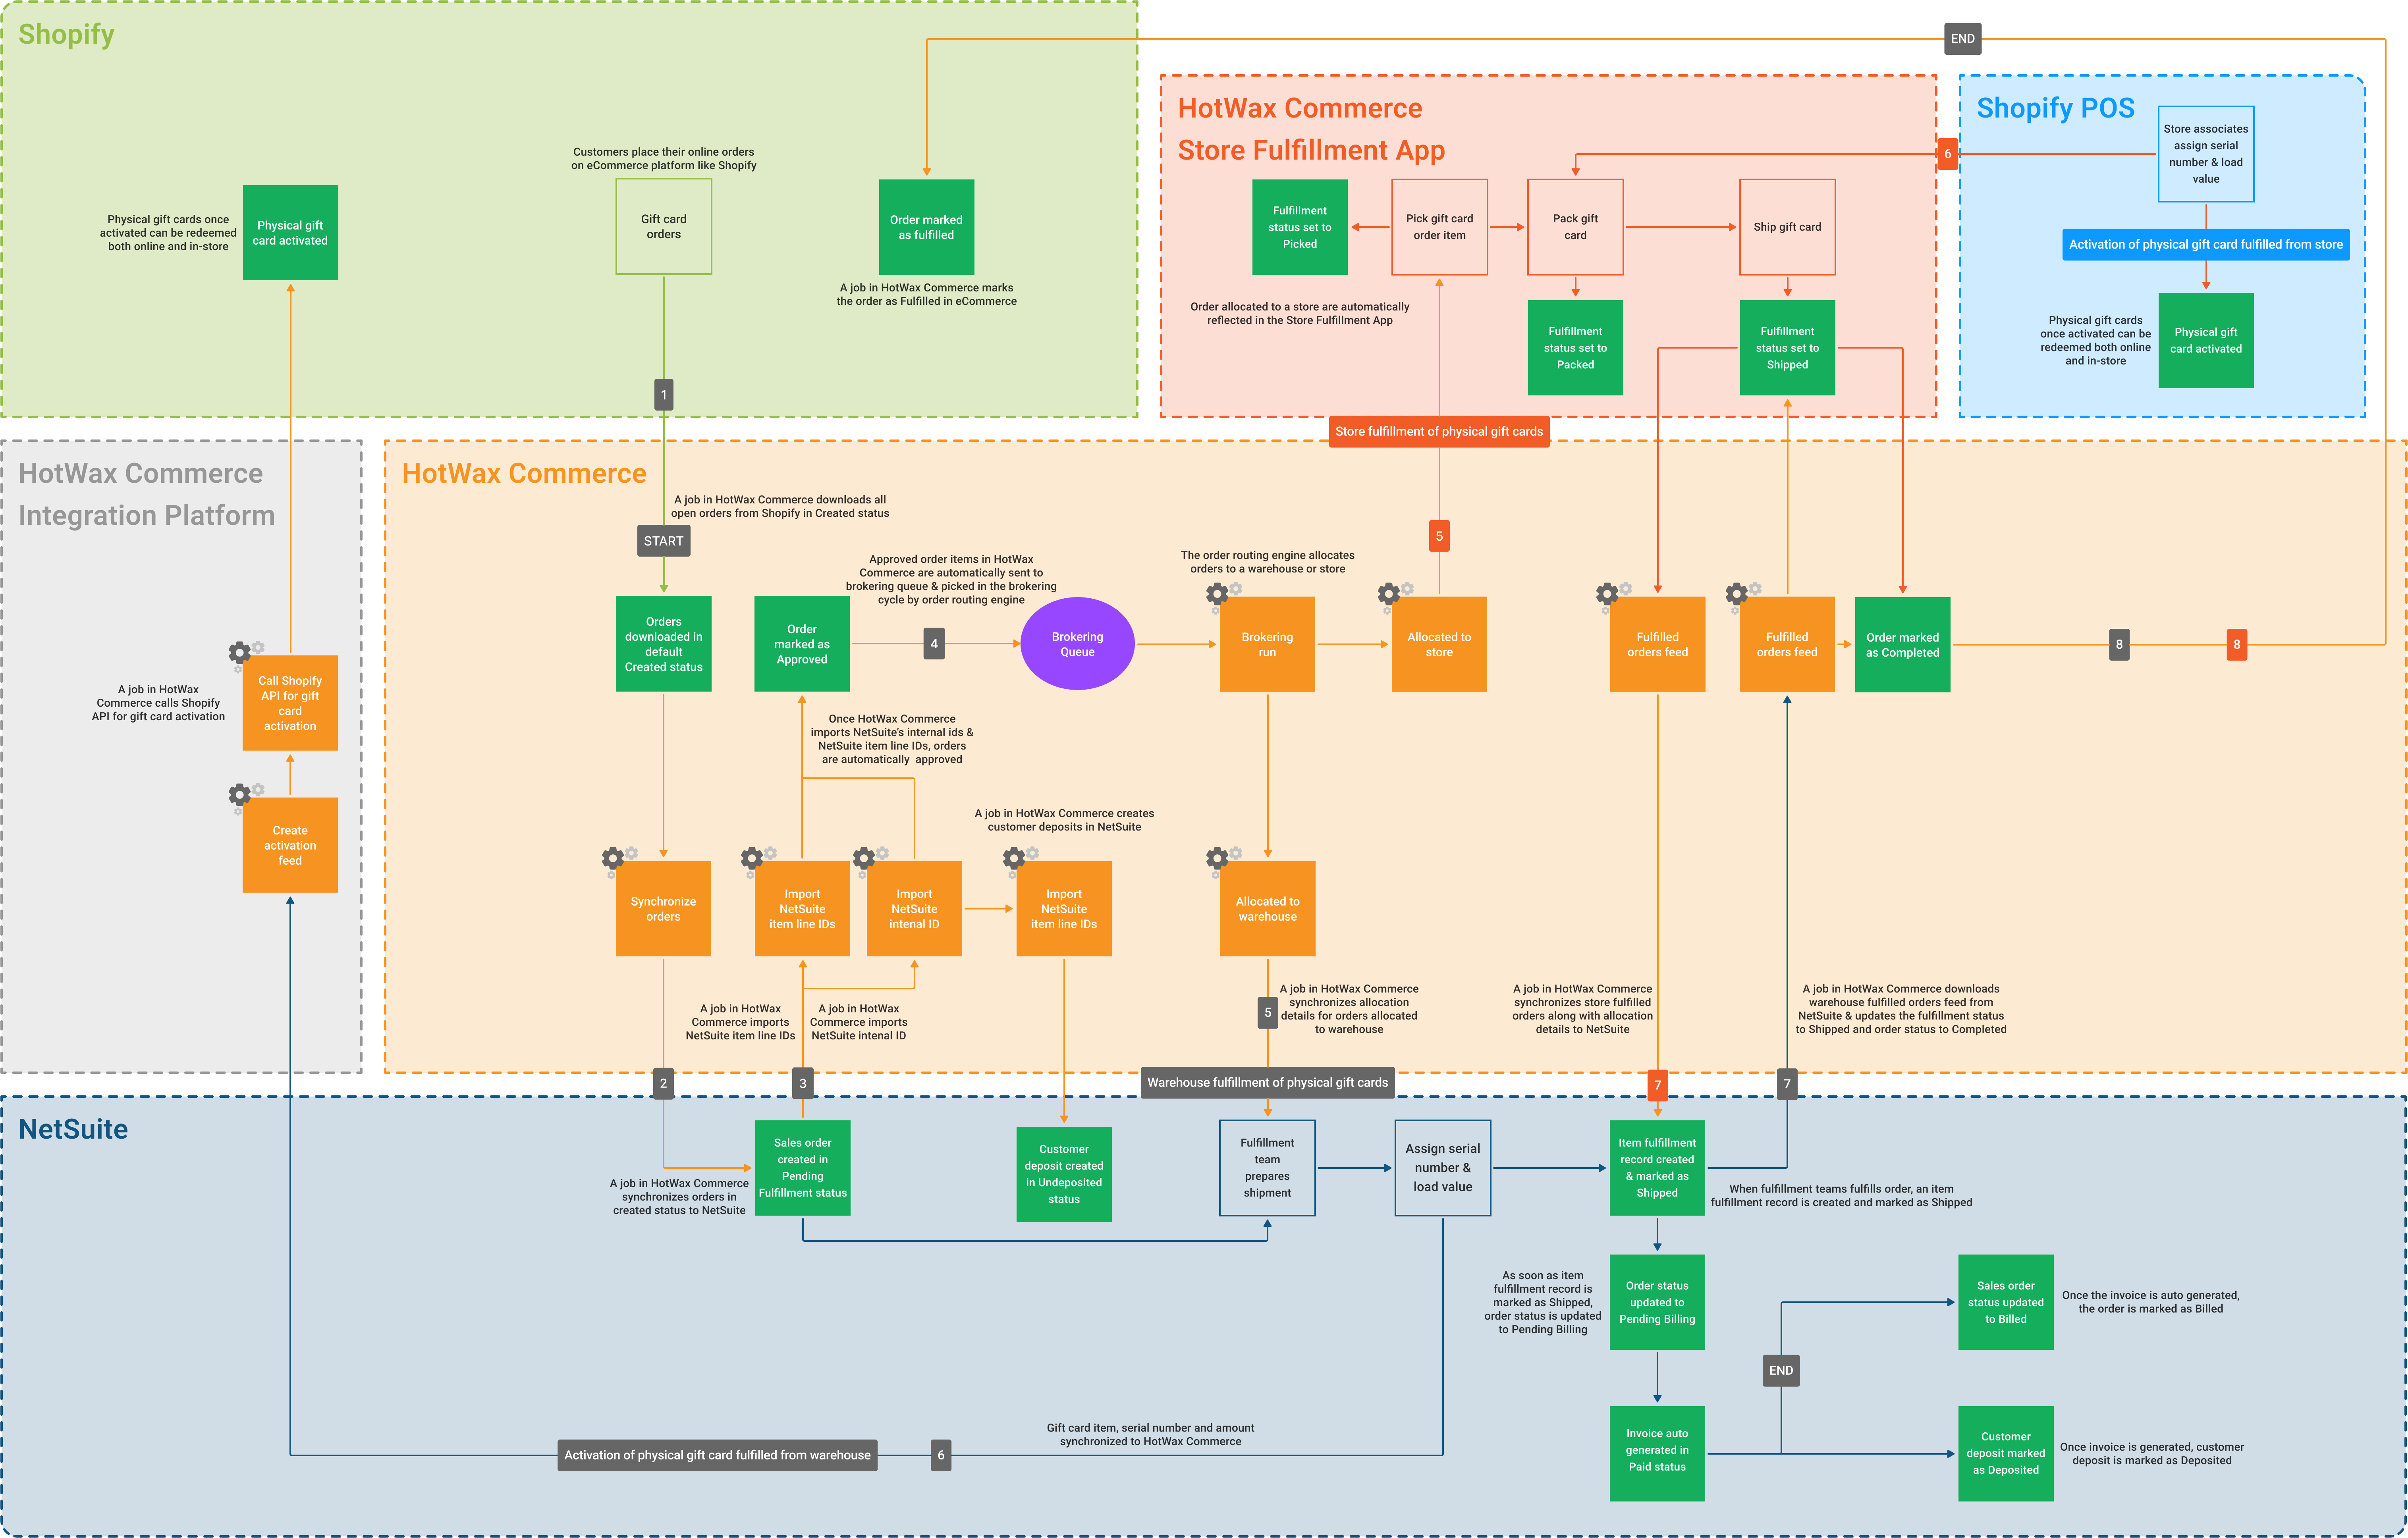 Shopify
END
HotWax Commerce
Store Fulfillment App
Shopify POS
Customers place their online orders
on eCommerce platform like Shopify
Physical gift cards once
activated can be redeemed
both online and in-store
Physical gift
card activated
Gift card
orders
Order marked
as fulfilled
A job in HotWax Commerce marks
the order as Fulfilled in eCommerce
1
Fulfillment
status set to
Picked
Pick gift card
order item
Pack gift
card
Ship gift card
Order allocated to a store are automatically
reflected in the Store Fulfillment App
Fulfillment
status set to
Packed
Fulfillment
status set to
Shipped
6
Store associates
assign serial
number & load
value
Activation of physical gift card fulfilled from store
Physical gift cards
once activated can be
redeemed both online
and in-store
Physical gift
card activated
Store fulfillment of physical gift cards
HotWax Commerce
Integration Platform
A job in HotWax
Commerce calls Shopify
API for gift card activation
Call Shopify
API for gift
card
activation
Create
activation
feed
HotWax Commerce
A job in HotWax Commerce downloads all
open orders from Shopify in Created status
START
Approved order items in HotWax
Commerce are automatically sent to
brokering queue & picked in the brokering
cycle by order routing engine
The order routing engine allocates
orders to a warehouse or store
5
Orders
downloaded in
default
Created status
Order
marked as
Approved
4
Brokering
Queue
Brokering
run
Allocated to
store
Fulfilled
orders feed
Fulfilled
orders feed
Order marked
as Completed
8
8
Once HotWax Commerce
imports NetSuite's internal ids &
NetSuite item line IDs, orders
are automatically approved
A job in HotWax Commerce creates
customer deposits in NetSuite
Synchronize
orders
Import
NetSuite
item line IDs
Import
NetSuite
intenal ID
Import
NetSuite
item line IDs
Allocated to
warehouse
A job in HotWax
Commerce imports
NetSuite item line IDs
A job in HotWax
Commerce imports
NetSuite intenal ID
5
A job in HotWax Commerce
synchronizes allocation
details for orders allocated
to warehouse
A job in HotWax Commerce
synchronizes store fulfilled
orders along with allocation
details to NetSuite
A job in HotWax Commerce downloads
warehouse fulfilled orders feed from
NetSuite & updates the fulfillment status
to Shipped and order status to Completed
2
3
Warehouse fulfillment of physical gift cards
7
7
NetSuite
A job in HotWax Commerce
synchronizes orders in
created status to NetSuite
Sales order
created in
Pending
Fulfillment status
Customer
deposit created
in Undeposited
status
Fulfillment
team
prepares
shipment
Assign serial
number &
load value
Item fulfillment
record created
& marked as
Shipped
When fulfillment teams fulfills order, an item
fulfillment record is created and marked as Shipped
As soon as item
fulfillment record is
marked as Shipped,
order status is updated
to Pending Billing
Order status
updated to
Pending Billing
Sales order
status updated
to Billed
Once the invoice is auto generated,
the order is marked as Billed
END
Gift card item, serial number and amount
synchronized to HotWax Commerce
Activation of physical gift card fulfilled from warehouse
6
Invoice auto
generated in
Paid status
Customer
deposit marked
as Deposited
Once invoice is generated, customer
deposit is marked as Deposited